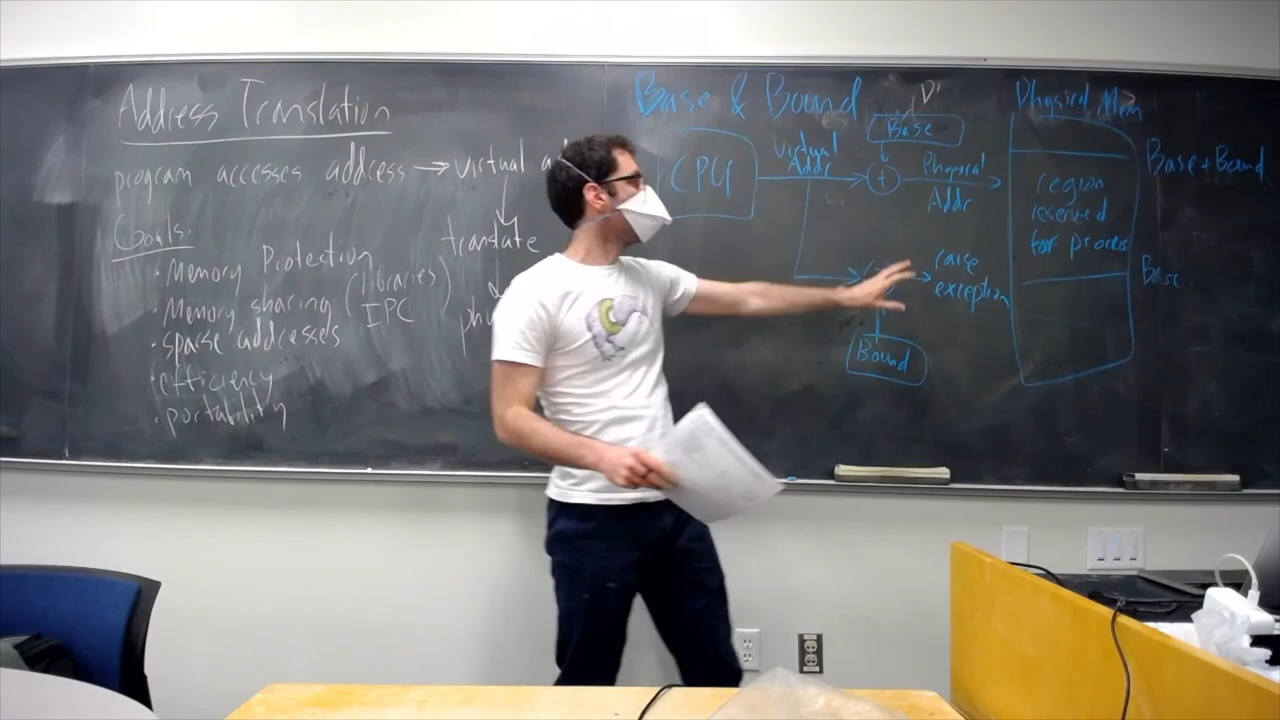 Address Translation
program accesses address → virtual
translate
Goals:
· Memory Protection
· Memory sharing (libraries)
IPC
· sparse addresses
· efficiency
· portability
Base & Bound
CPU
Virtual
Addr
Base
+
Physical
Addr
raise
exception
Bound
Physical Mem
region
reserved
for process
Base + Bound
Base